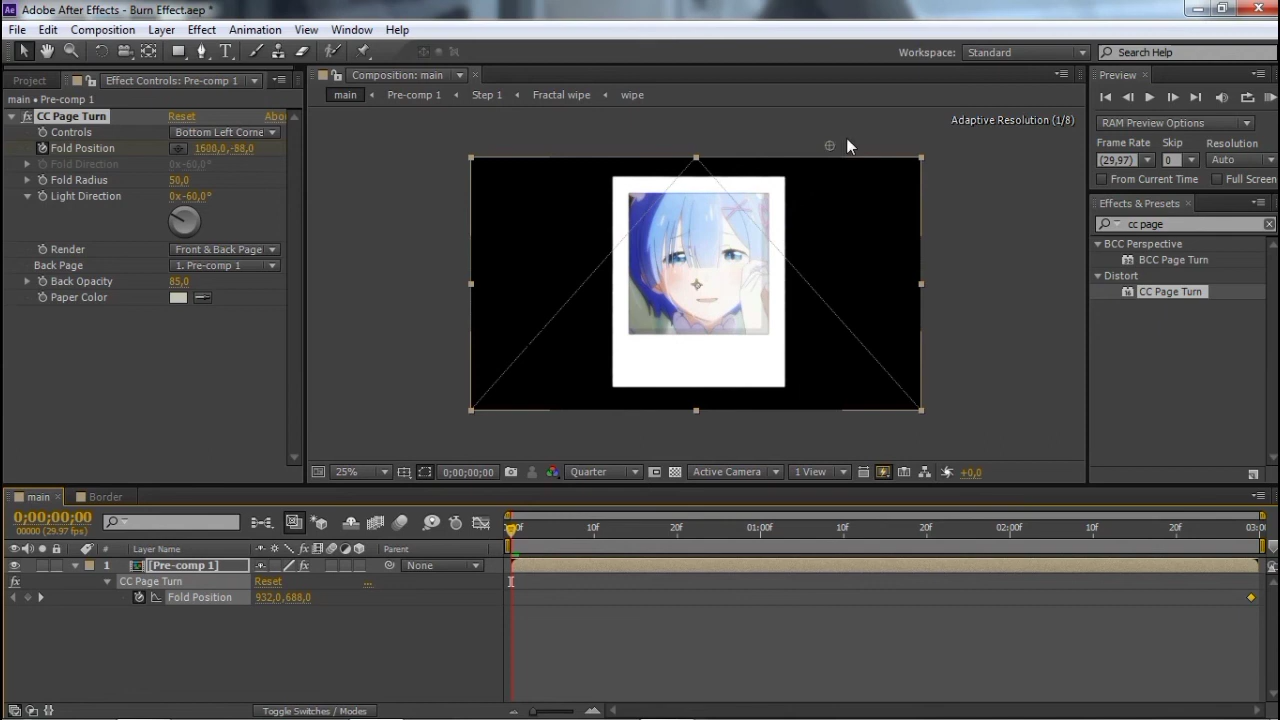 Adobe After Effects - Burn Effect.aep *
File Edit Composition Layer Effect Animation View Window Help
Workspace: Standard Search Help
Project Effect Controls: Pre-comp 1
main • Pre-comp 1
fx CC Page Turn Reset Abo
Controls Bottom Left Corne
Fold Position 1600,0,-88,0
Fold Direction 0x-60,0°
Fold Radius 50,0
Light Direction 0x-60,0°
Render Front & Back Page
Back Page 1. Pre-comp 1
Back Opacity 85,0
Paper Color
Composition: main
main Pre-comp 1 Step 1 Fractal wipe wipe
Adaptive Resolution (1/8)
25% 0;00;00;00 Quarter Active Camera 1 View +0,0
Preview
RAM Preview Options
Frame Rate Skip Resolution
(29,97) 0 Auto
From Current Time Full Screen
Effects & Presets
cc page
BCC Perspective
BCC Page Turn
Distort
CC Page Turn
main Border
0;00;00;00
00000 (29.97 fps)
10f 20f 01:00f 10f 20f 02:00f 10f 20f 03:0
# Layer Name Parent
1 [Pre-comp 1] fx None
fx CC Page Turn Reset ...
Fold Position 932,0,688,0
Toggle Switches / Modes